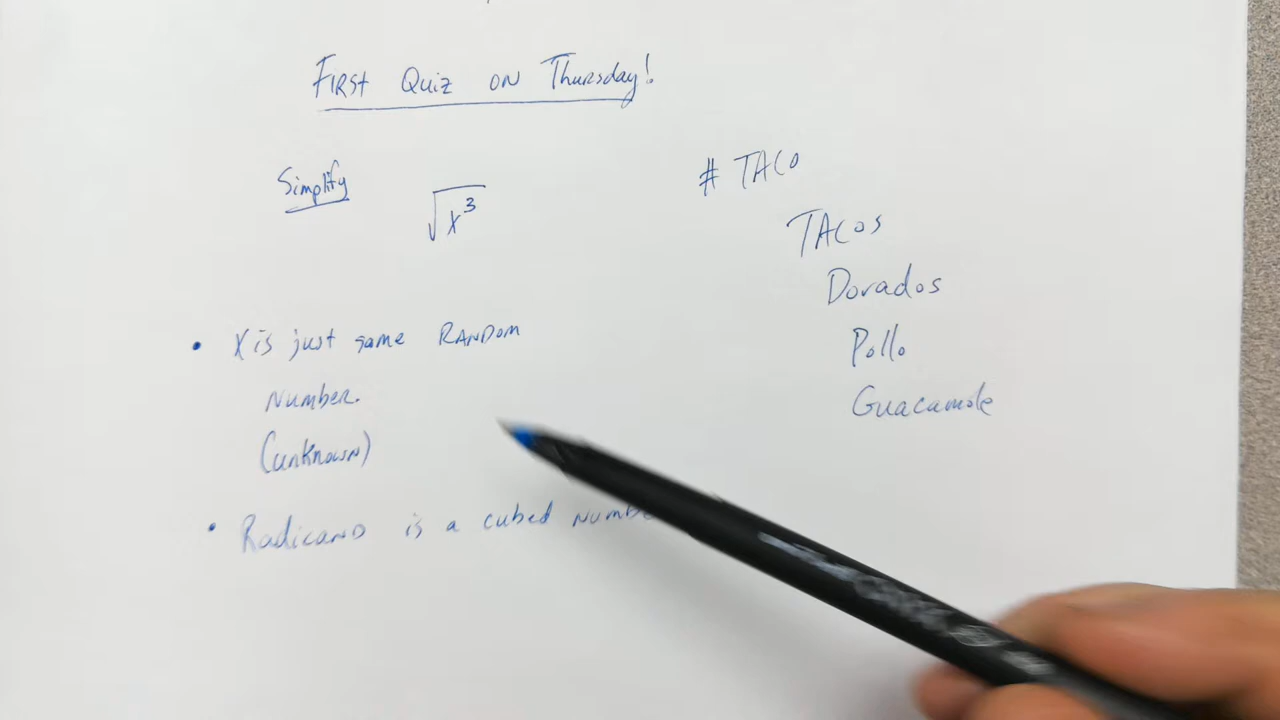 First Quiz on Thursday!
Simplify
√x³
# TACO
TACOS
Dorados
Pollo
Guacamole
• X is just some RANDOM
Number.
(unknown)
• Radicand is a cubed